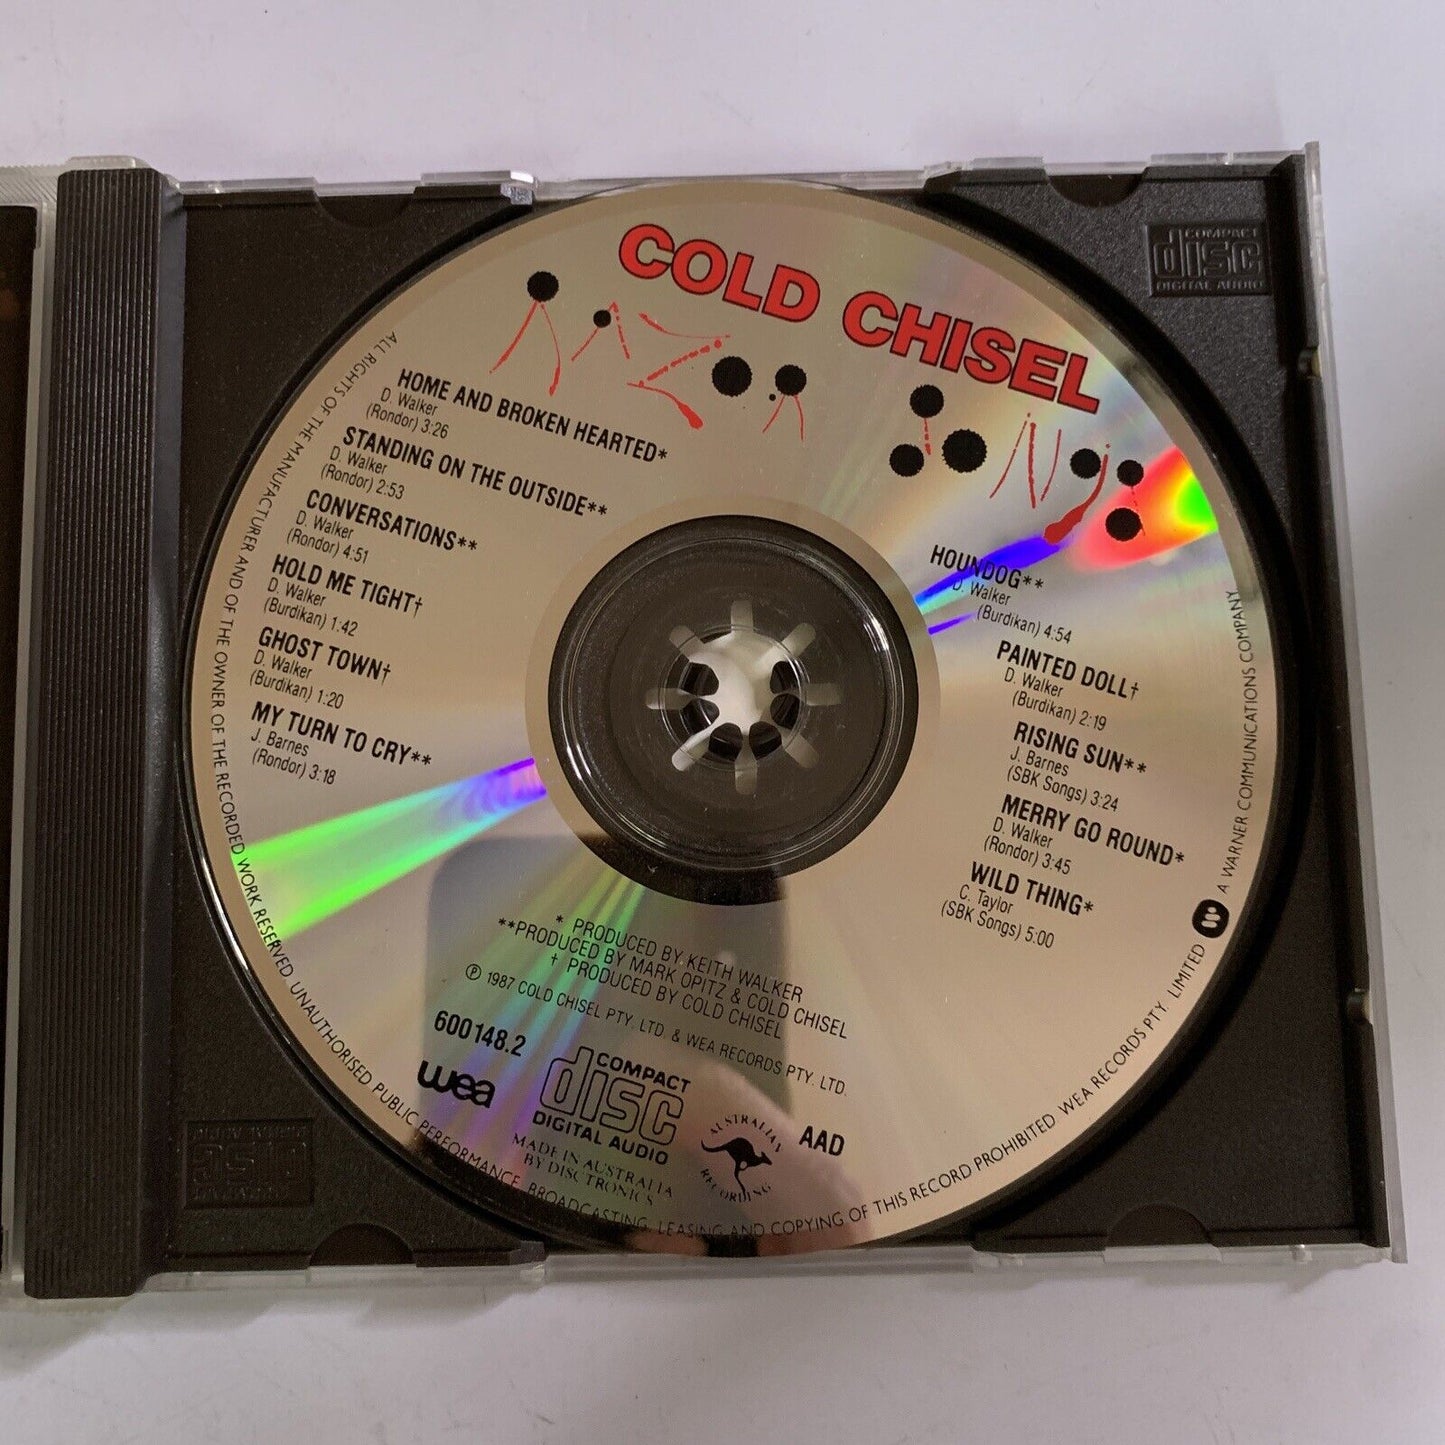 COLD CHISEL
RAZOR SONGS
HOME AND BROKEN HEARTED*
D. Walker
(Rondor) 3:26
STANDING ON THE OUTSIDE**
D. Walker
(Rondor) 2:53
CONVERSATIONS**
D. Walker
(Rondor) 4:51
HOLD ME TIGHT†
D. Walker
(Burdikan) 1:42
GHOST TOWN†
D. Walker
(Burdikan) 1:20
MY TURN TO CRY**
J. Barnes
(Rondor) 3:18
HOUNDOG**
D. Walker
(Burdikan) 4:54
PAINTED DOLL†
D. Walker
(Burdikan) 2:19
RISING SUN**
J. Barnes
(SBK Songs) 3:24
MERRY GO ROUND*
D. Walker
(Rondor) 3:45
WILD THING*
C. Taylor
(SBK Songs) 5:00
* PRODUCED BY KEITH WALKER
**PRODUCED BY MARK OPITZ & COLD CHISEL
† PRODUCED BY COLD CHISEL
℗ 1987 COLD CHISEL PTY. LTD. & WEA RECORDS PTY. LTD.
600148.2
wea
COMPACT
disc
DIGITAL AUDIO
MADE IN AUSTRALIA
BY DISCTRONICS
AUSTRALIAN
RECORDING
AAD
ALL RIGHTS OF THE MANUFACTURER AND OF THE OWNER OF THE RECORDED WORK RESERVED. UNAUTHORISED PUBLIC PERFORMANCE, BROADCASTING, LEASING AND COPYING OF THIS RECORD PROHIBITED. WEA RECORDS PTY. LIMITED A WARNER COMMUNICATIONS COMPANY.
COMPACT
disc
DIGITAL AUDIO